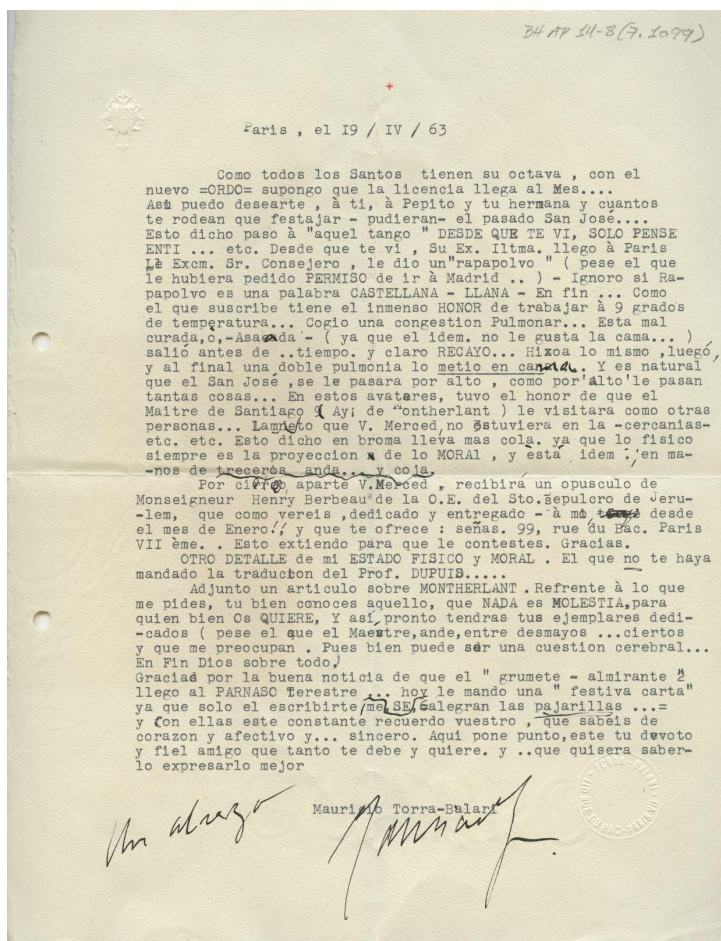 BH AP 14-8 (7.1099)
Paris , el I9 / IV / 63
Como todos los Santos tienen su octava , con el
nuevo =ORDO= supongo que la licencia llega al Mes....
Asi puedo desearte , à ti, à Pepito y tu hermana y cuantos
te rodean que festajar - pudieran- el pasado San José....
Esto dicho paso à "aquel tango " DESDE QUE TE VI, SOLO PENSE
ENTI ... etc. Desde que te vi , Su Ex. Iltma. llego à Paris
Le Excm. Sr. Consejero , le dio un"rapapolvo" ( pese el que
le hubiera pedido PERMISO de ir à Madrid .. ) - Ignoro si Ra-
papolvo es una palabra CASTELLANA - LLANA - En fin ... Como
el que suscribe tiene el inmenso HONOR de trabajar à 9 grados
de temperatura... Cogio una congestion Pulmonar... Esta mal
curada,ò,- - ( ya que el idem. no le gusta la cama... )
salió antes de ..tiempo. y claro RECAYO... Hizoa lo mismo ,luegó,
y al final una doble pulmonia lo metio en cama. Y es natural
que el San José ,se le pasara por alto , como por'alto'le pasan
tantas cosas... En estos avatares, tuvo el honor de que el
Maitre de Santiago ( Ay¡ de Montherlant ) le visitara como otras
personas... que V. Merced,no estuviera en la -cercanias-
etc. etc. Esto dicho en broma lleva mas cola. ya que lo fisico
siempre es la proyeccion de lo MORAL , y està idem : en ma-
-nos de treceros anda... y coja.
Por cierto aparte V.Merced , recibirá un opusculo de
Monseigneur Henry Berbeau de la O.E. del Sto.Sepulcro de Jeru-
-lem, que como vereis ,dedicado y entregado - à mi desde
el mes de Enero!! y que te ofrece : señas. 99, rue du Bac. Paris
VII ème. . Esto extiendo para que le contestes. Gracias.
OTRO DETALLE de mi ESTADO FISICO y MORAL . El que no te haya
mandado la traducion del Prof. DUPUIS.....
Adjunto un articulo sobre MONTHERLANT . Refrente à lo que
me pides, tu bien conoces aquello, que NADA es MOLESTIA,para
quien bien Os QUIERE, Y así pronto tendras tus ejemplares dedi-
-cados ( pese el que el Maestre,ande,entre desmayos ...ciertos
y que me preocupan . Pues bien puede ser una cuestion cerebral...
En Fin Dios sobre todo!
Gracias por la buena noticia de que el " grumete - almirante "
llego al PARNASO Terestre ... hoy le mando una " festiva carta"
ya que solo el escribirte, me SE alegran las pajarillas ...=
y con ellas este constante recuerdo vuestro , que sabéis de
corazon y afectivo y... sincero. Aqui pone punto,este tu devoto
y fiel amigo que tanto te debe y quiere. y ..que quisera saber-
lo expresarlo mejor
Mauricio Torra-Balari
Un abrazo